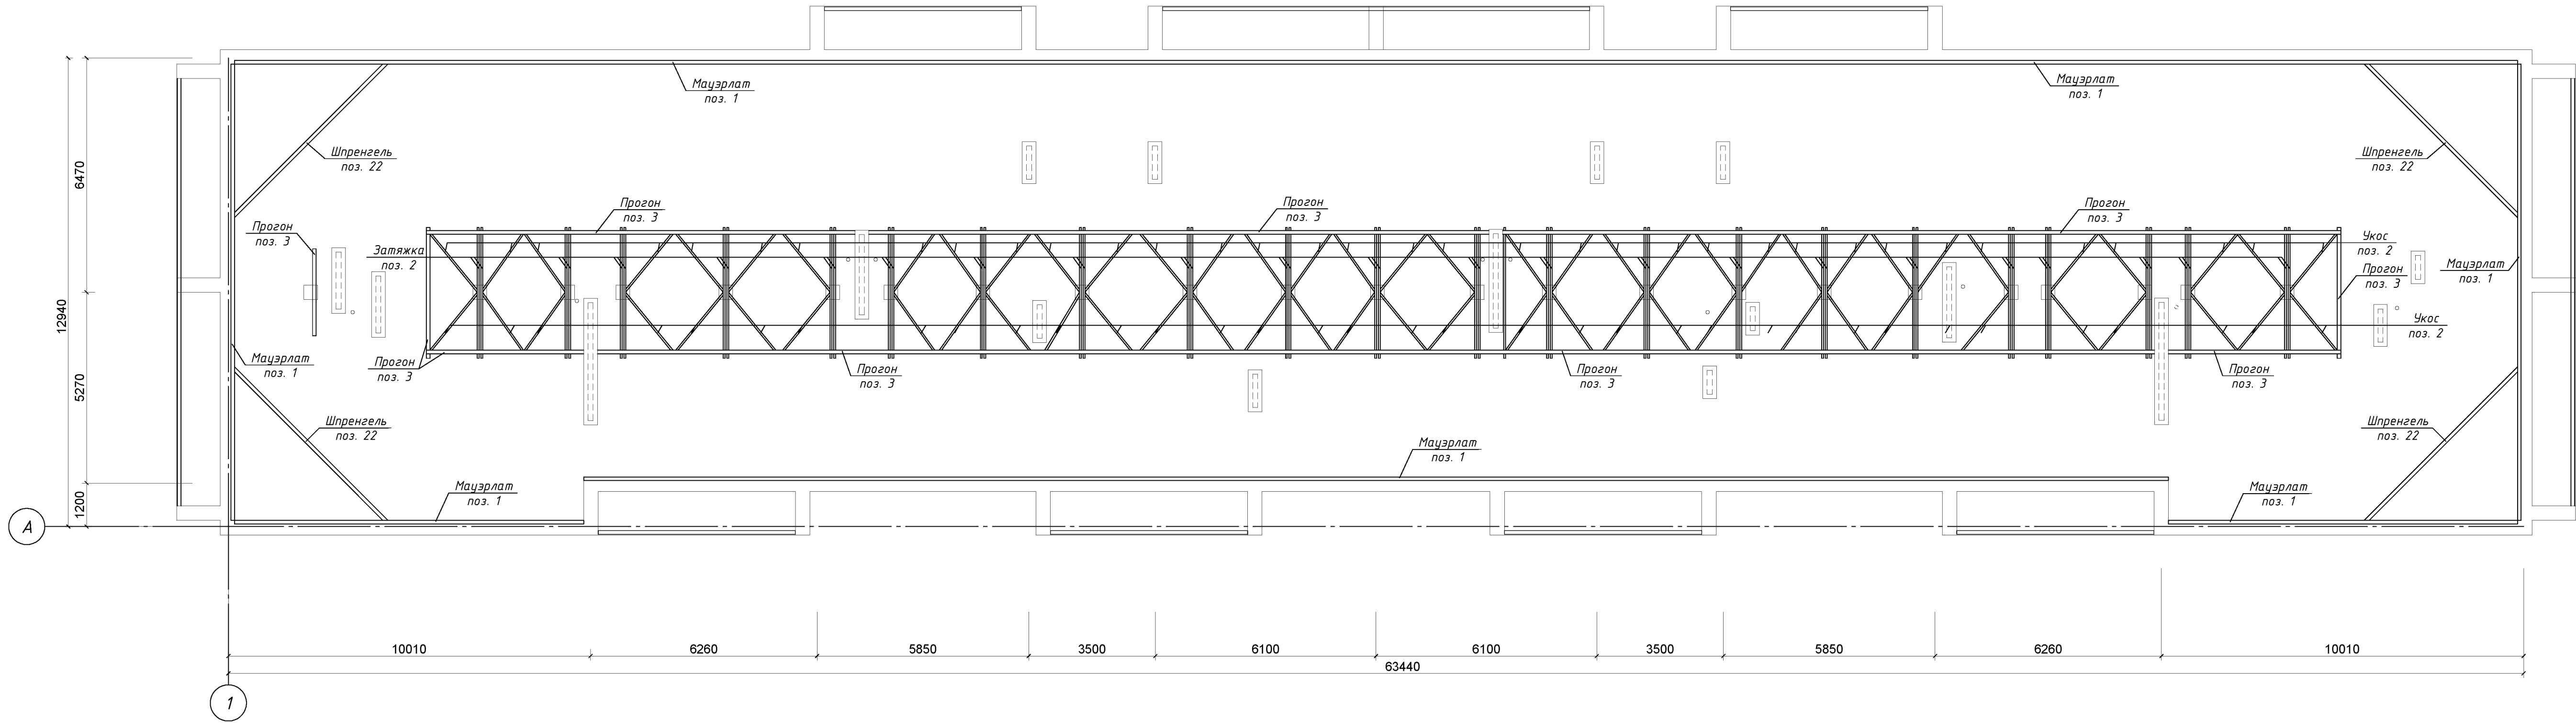 Мауэрлат
поз. 1
Мауэрлат
поз. 1
Шпренгель
поз. 22
Шпренгель
поз. 22
Прогон
поз. 3
Прогон
поз. 3
Прогон
поз. 3
Прогон
поз. 3
Затяжка
поз. 2
Укос
поз. 2
Мауэрлат
поз. 1
Прогон
поз. 3
Укос
поз. 2
Мауэрлат
поз. 1
Прогон
поз. 3
Прогон
поз. 3
Прогон
поз. 3
Прогон
поз. 3
Шпренгель
поз. 22
Шпренгель
поз. 22
Мауэрлат
поз. 1
Мауэрлат
поз. 1
Мауэрлат
поз. 1
6470
12940
5270
1200
А
10010
6260
5850
3500
6100
6100
3500
5850
6260
10010
63440
1